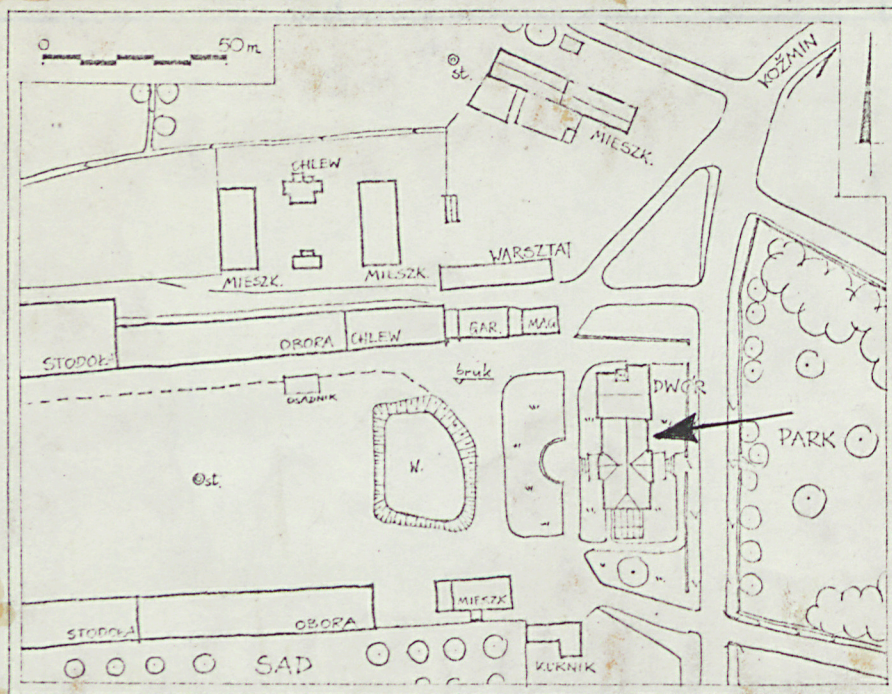 0 50 m
st.
KOŹMIN
MIESZK.
CHLEW
WARSZTAT
MIESZK.
MIESZK.
GAR.
MAG.
OBORA
CHLEW
STODOŁA
bruk
DWÓR
OSADNIK
PARK
W.
st.
MIESZK
OBORA
STODOŁA
SAD
KURNIK